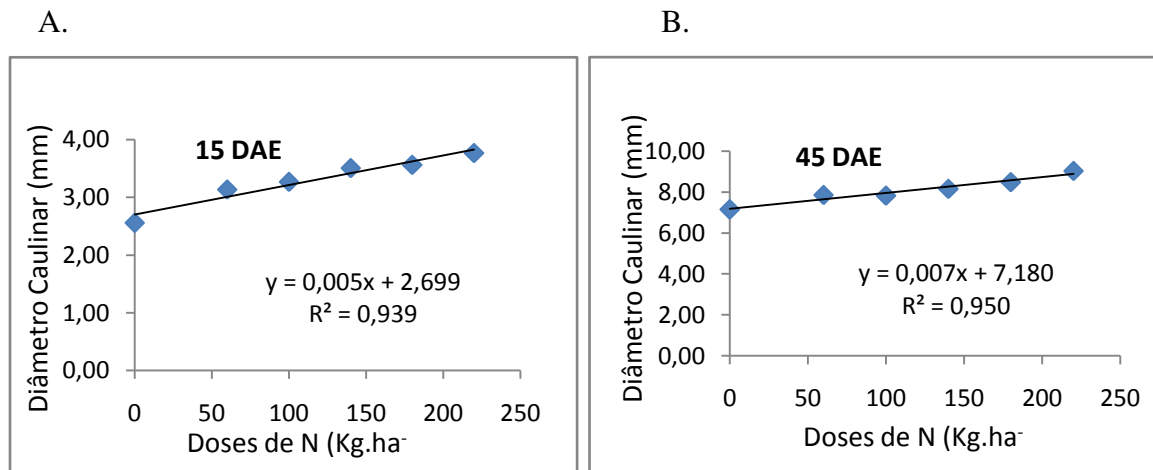 A.
Diâmetro Caulinar (mm)
4,00
3,00
2,00
1,00
0,00
15 DAE
y = 0,005x + 2,699
R² = 0,939
0 50 100 150 200 250
Doses de N (Kg.ha-
B.
Diâmetro Caulinar (mm)
10,00
8,00
6,00
4,00
2,00
0,00
45 DAE
y = 0,007x + 7,180
R² = 0,950
0 50 100 150 200 250
Doses de N (Kg.ha-